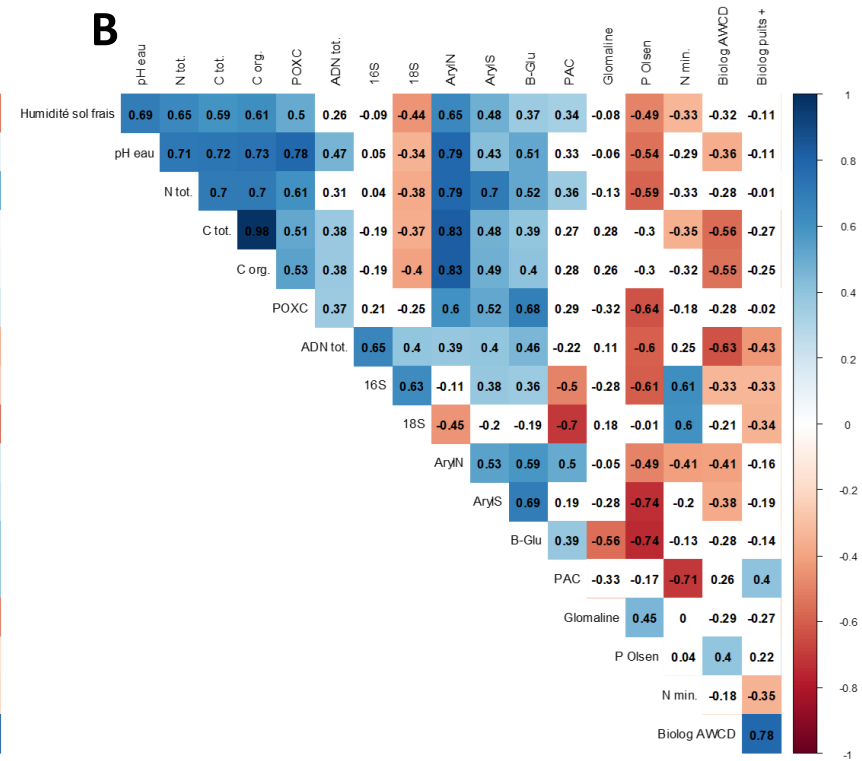 B
pH eau N tot. C tot. C org. POXC ADN tot. 16S 18S ArylN ArylS B-Glu PAC Glomaline P Olsen N min. Biolog AWCD Biolog puits +
Humidité sol frais 0.69 0.65 0.59 0.61 0.5 0.26 -0.09 -0.44 0.65 0.48 0.37 0.34 -0.08 -0.49 -0.33 -0.32 -0.11
pH eau 0.71 0.72 0.73 0.78 0.47 0.05 -0.34 0.79 0.43 0.51 0.33 -0.06 -0.54 -0.29 -0.36 -0.11
N tot. 0.7 0.7 0.61 0.31 0.04 -0.38 0.79 0.7 0.52 0.36 -0.13 -0.59 -0.33 -0.28 -0.01
C tot. 0.98 0.51 0.38 -0.19 -0.37 0.83 0.48 0.39 0.27 0.28 -0.3 -0.35 -0.56 -0.27
C org. 0.53 0.38 -0.19 -0.4 0.83 0.49 0.4 0.28 0.26 -0.3 -0.32 -0.55 -0.25
POXC 0.37 0.21 -0.25 0.6 0.52 0.68 0.29 -0.32 -0.64 -0.18 -0.28 -0.02
ADN tot. 0.65 0.4 0.39 0.4 0.46 -0.22 0.11 -0.6 0.25 -0.63 -0.43
16S 0.63 -0.11 0.38 0.36 -0.5 -0.28 -0.61 0.61 -0.33 -0.33
18S -0.45 -0.2 -0.19 -0.7 0.18 -0.01 0.6 -0.21 -0.34
ArylN 0.53 0.59 0.5 -0.05 -0.49 -0.41 -0.41 -0.16
ArylS 0.69 0.19 -0.28 -0.74 -0.2 -0.38 -0.19
B-Glu 0.39 -0.56 -0.74 -0.13 -0.28 -0.14
PAC -0.33 -0.17 -0.71 0.26 0.4
Glomaline 0.45 0 -0.29 -0.27
P Olsen 0.04 0.4 0.22
N min. -0.18 -0.35
Biolog AWCD 0.78
1
0.8
0.6
0.4
0.2
0
-0.2
-0.4
-0.6
-0.8
-1